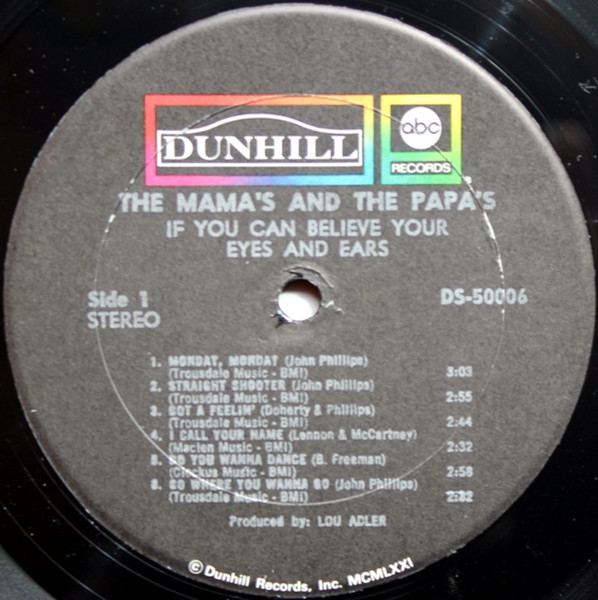 DUNHILL
abc
RECORDS
THE MAMA'S AND THE PAPA'S
IF YOU CAN BELIEVE YOUR
EYES AND EARS
Side 1 DS-50006
STEREO
1. MONDAY, MONDAY (John Phillips)
(Trousdale Music - BMI) 3:03
2. STRAIGHT SHOOTER (John Phillips)
(Trousdale Music - BMI) 2:55
3. GOT A FEELIN' (Doherty & Phillips)
(Trousdale Music - BMI) 2:44
4. I CALL YOUR NAME (Lennon & McCartney)
(Maclen Music - BMI) 2:32
5. DO YOU WANNA DANCE (B. Freeman)
(Clockus Music - BMI) 2:58
6. GO WHERE YOU WANNA GO (John Phillips)
(Trousdale Music - BMI) 2:32
Produced by: LOU ADLER
© Dunhill Records, Inc. MCMLXXI